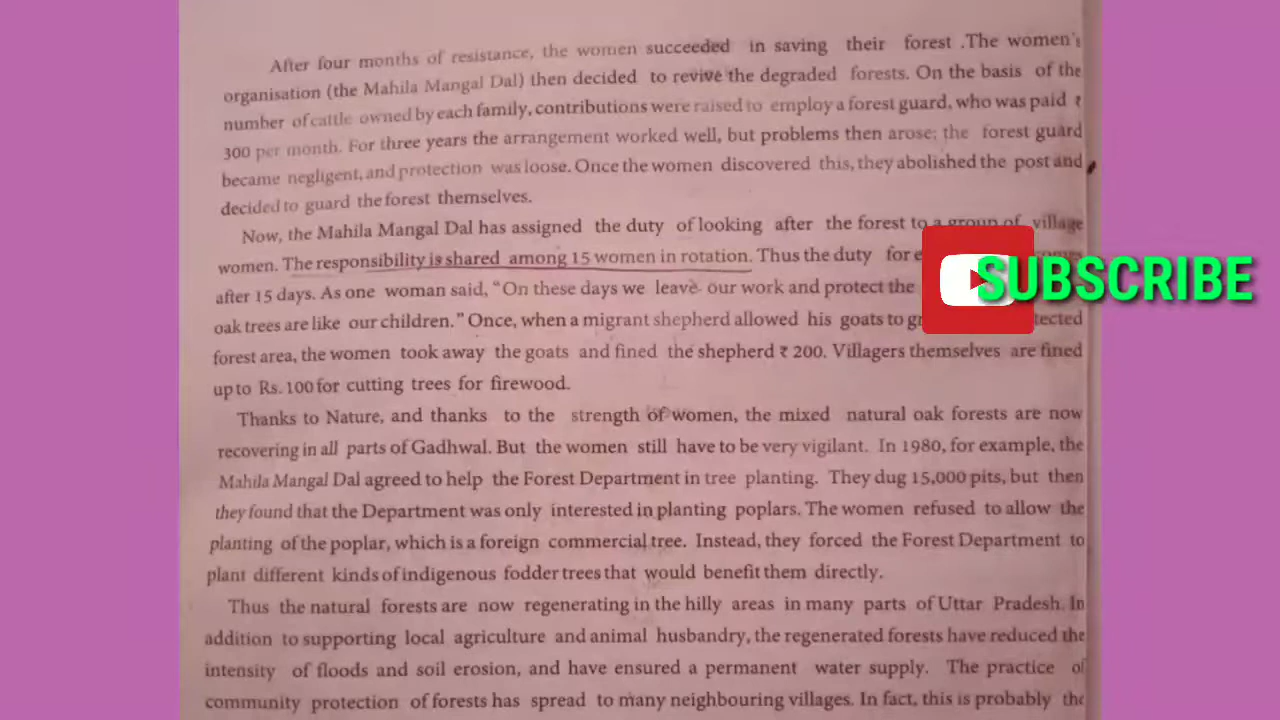 After four months of resistance, the women succeeded in saving their forest .The women's
organisation (the Mahila Mangal Dal) then decided to revive the degraded forests. On the basis of the
number of cattle owned by each family, contributions were raised to employ a forest guard, who was paid ₹
300 per month. For three years the arrangement worked well, but problems then arose; the forest guard
became negligent, and protection was loose. Once the women discovered this, they abolished the post and
decided to guard the forest themselves.
Now, the Mahila Mangal Dal has assigned the duty of looking after the forest to a group of village
women. The responsibility is shared among 15 women in rotation. Thus the duty for
after 15 days. As one woman said, "On these days we leave our work and protect the
oak trees are like our children." Once, when a migrant shepherd allowed his goats to
forest area, the women took away the goats and fined the shepherd ₹ 200. Villagers themselves are fined
up to Rs. 100 for cutting trees for firewood.
Thanks to Nature, and thanks to the strength of women, the mixed natural oak forests are now
recovering in all parts of Gadhwal. But the women still have to be very vigilant. In 1980, for example, the
Mahila Mangal Dal agreed to help the Forest Department in tree planting. They dug 15,000 pits, but then
they found that the Department was only interested in planting poplars. The women refused to allow the
planting of the poplar, which is a foreign commercial tree. Instead, they forced the Forest Department to
plant different kinds of indigenous fodder trees that would benefit them directly.
Thus the natural forests are now regenerating in the hilly areas in many parts of Uttar Pradesh. In
addition to supporting local agriculture and animal husbandry, the regenerated forests have reduced the
intensity of floods and soil erosion, and have ensured a permanent water supply. The practice of
community protection of forests has spread to many neighbouring villages. In fact, this is probably the
SUBSCRIBE